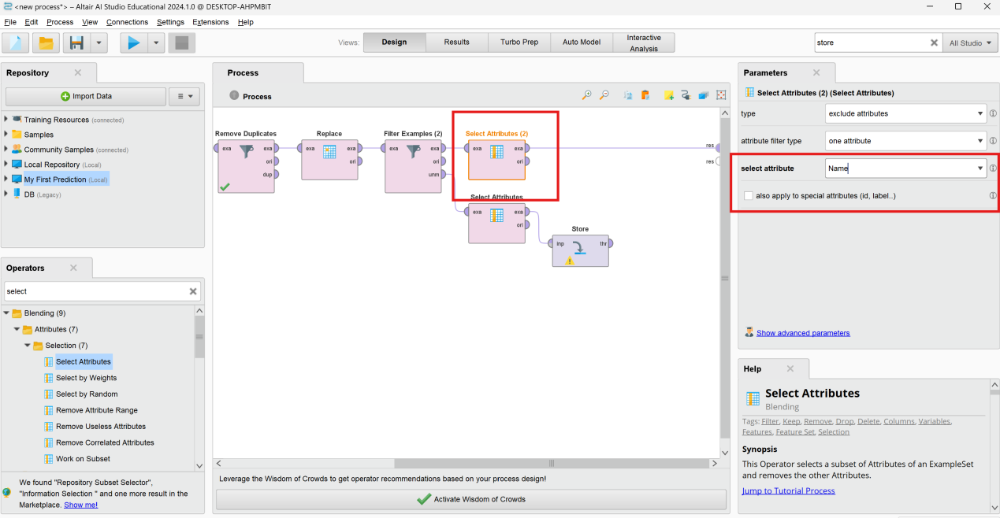 <new process*> – Altair AI Studio Educational 2024.1.0 @ DESKTOP-AHPMBIT
File Edit Process View Connections Settings Extensions Help
Views: Design Results Turbo Prep Auto Model Interactive Analysis
store All Studio
Repository
Import Data
Training Resources (connected)
Samples
Community Samples (connected)
Local Repository (Local)
My First Prediction (Local)
DB (Legacy)
Operators
select
Blending (9)
Attributes (7)
Selection (7)
Select Attributes
Select by Weights
Select by Random
Remove Attribute Range
Remove Useless Attributes
Remove Correlated Attributes
Work on Subset
We found "Repository Subset Selector",
"Information Selection " and one more result in the
Marketplace. Show me!
Process
Process
Remove Duplicates
exa exa
ori
dup
Replace
exa exa
ori
Filter Examples (2)
exa exa
ori
unm
Select Attributes (2)
exa exa
ori
Select Attributes
exa exa
ori
Store
inp thr
res
res
Leverage the Wisdom of Crowds to get operator recommendations based on your process design!
Activate Wisdom of Crowds
Parameters
Select Attributes (2) (Select Attributes)
type exclude attributes
attribute filter type one attribute
select attribute Name
also apply to special attributes (id, label..)
Show advanced parameters
Help
Select Attributes
Blending
Tags: Filter, Keep, Remove, Drop, Delete, Columns, Variables,
Features, Feature Set, Selection
Synopsis
This Operator selects a subset of Attributes of an ExampleSet
and removes the other Attributes.
Jump to Tutorial Process